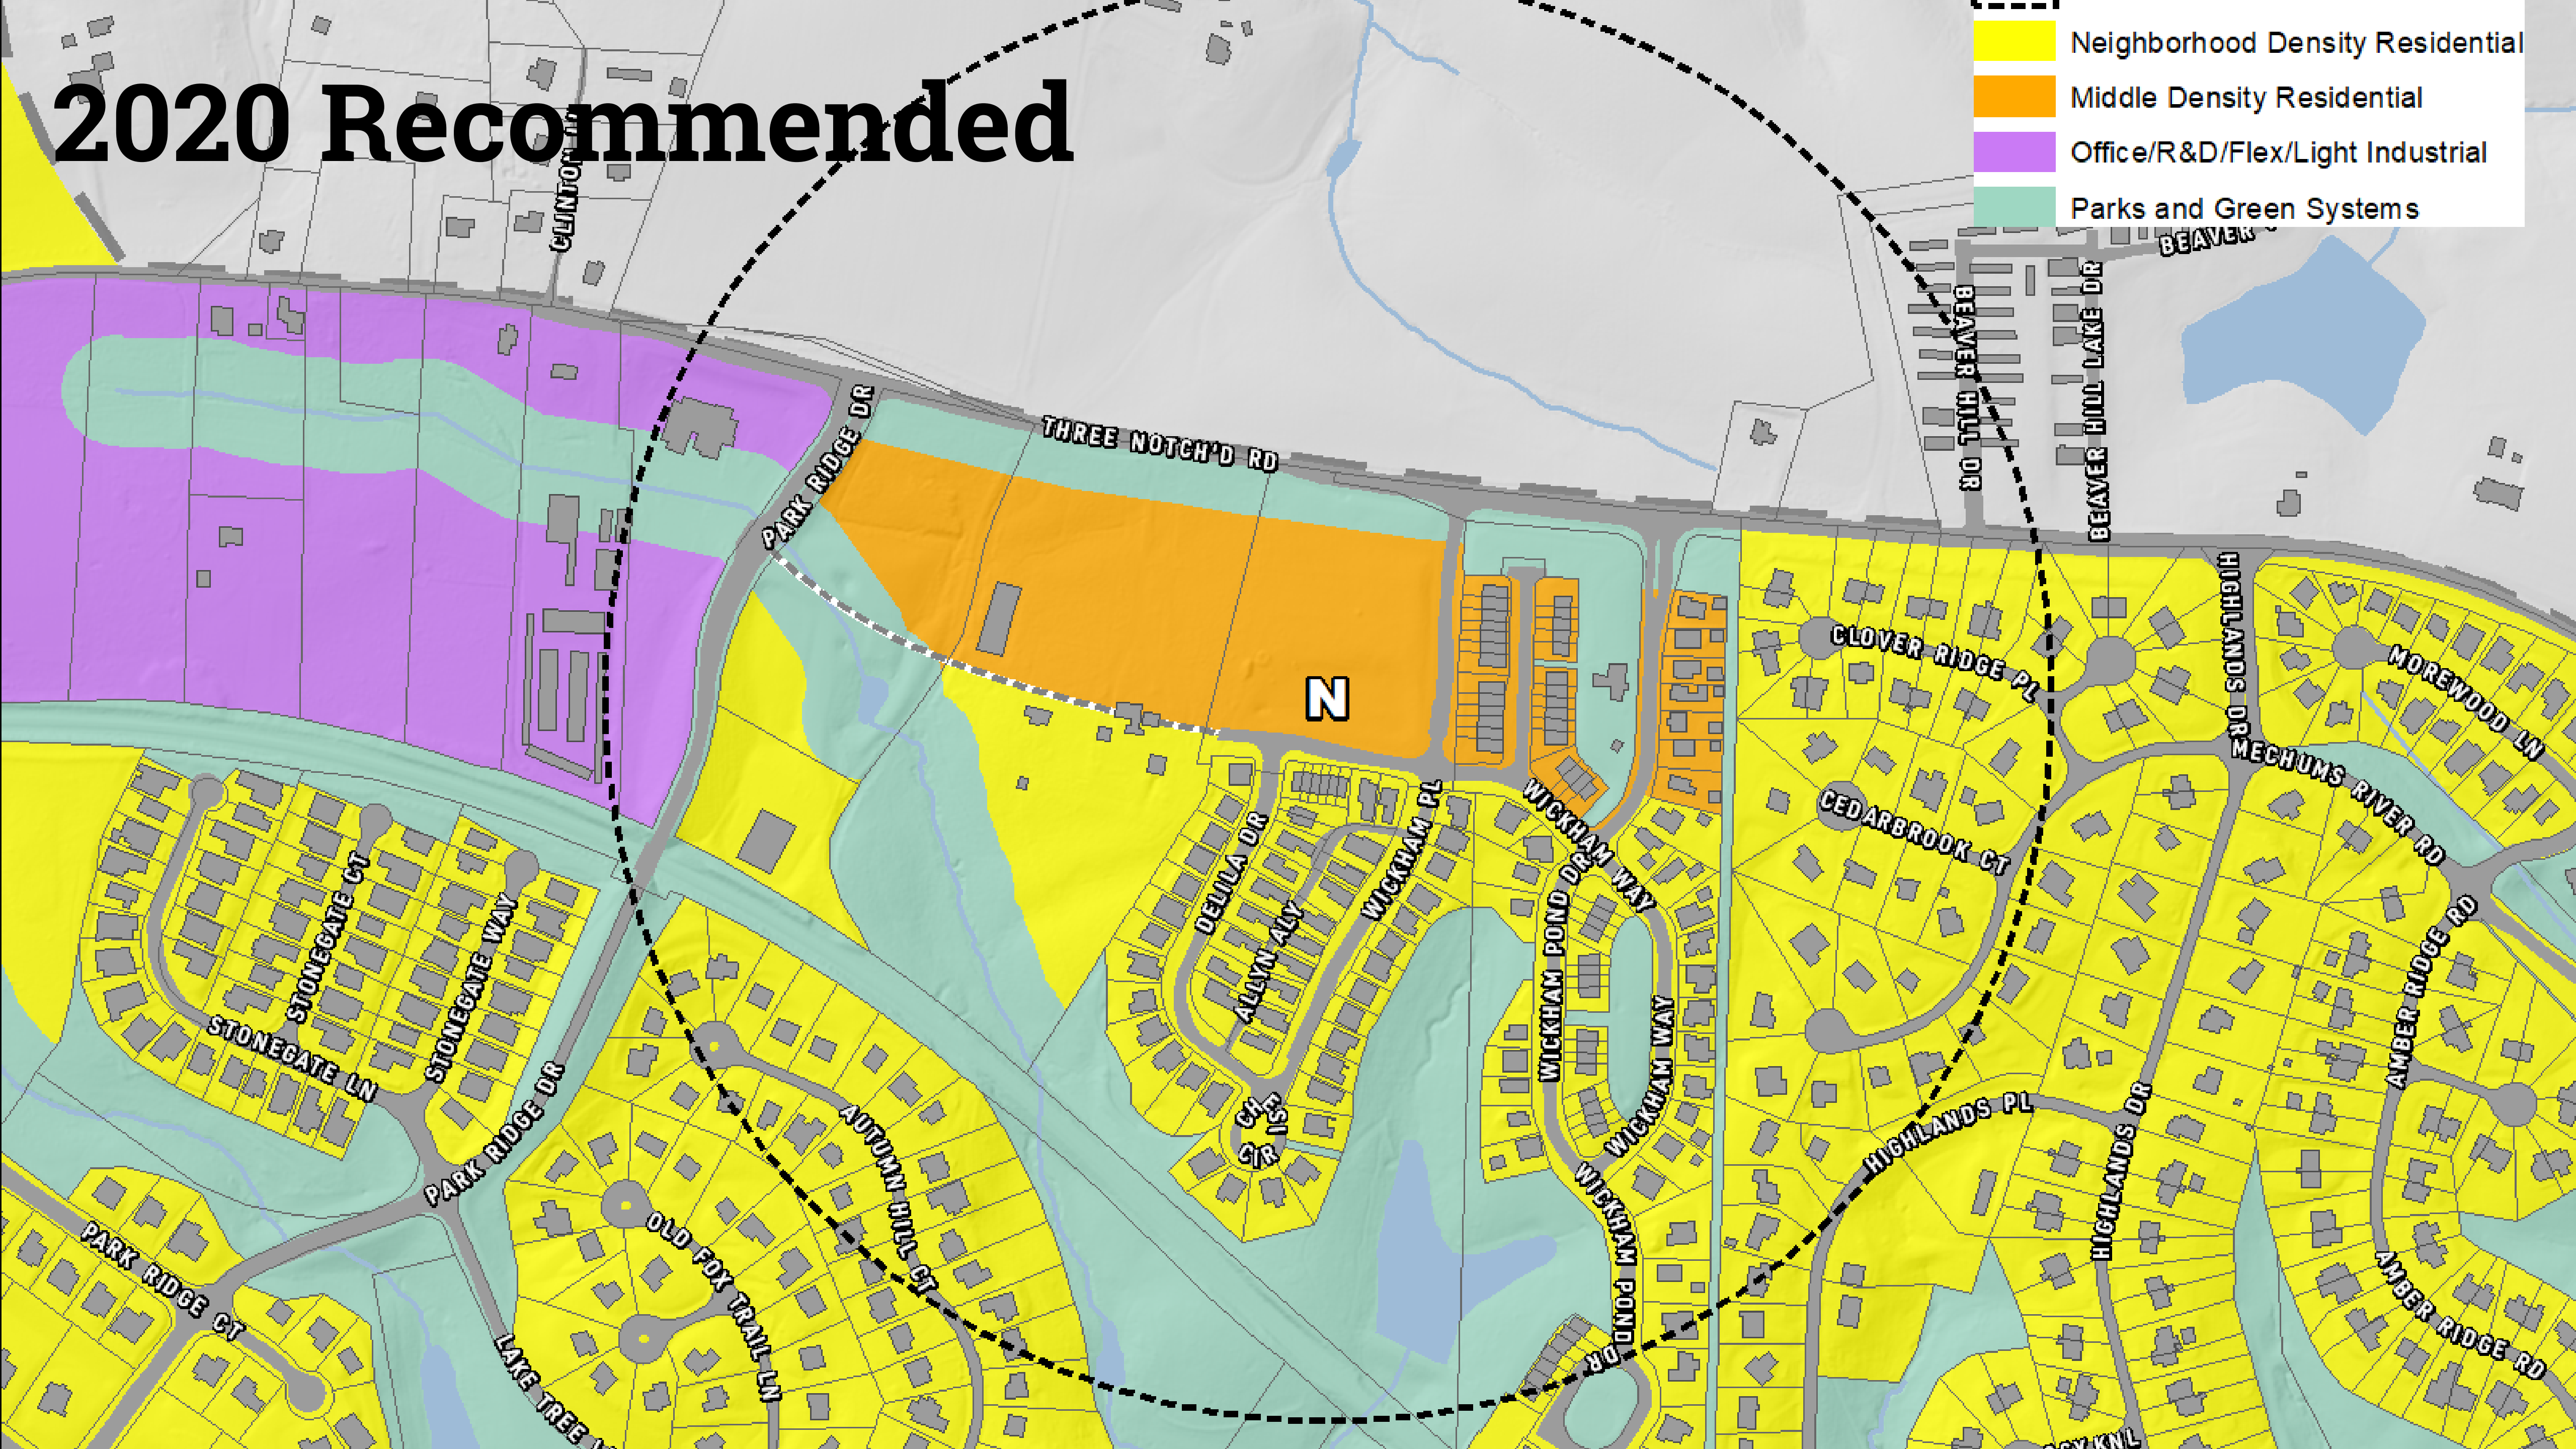 2020 Recommended
Neighborhood Density Residential
Middle Density Residential
Office/R&D/Flex/Light Industrial
Parks and Green Systems
BEAVER
BEAVER HILL DR
BEAVER HILL LAKE DR
PARK RIDGE DR
THREE NOTCH'D RD
N
CLOVER RIDGE PL
HIGHLANDS DR
MOREWOOD LN
MECHUMS RIVER RD
CEDARBROOK CT
WICKHAM WAY
WICKHAM PL
DELILA DR
ALLYN ALY
WICKHAM POND DR
WICKHAM WAY
WICKHAM WAY
AMBER RIDGE RD
STONEGATE CT
STONEGATE WAY
STONEGATE LN
PARK RIDGE DR
AUTUMN HILL CT
OLD FOX TRAIL LN
CIR
WICKHAM POND DR
HIGHLANDS PL
HIGHLANDS DR
PARK RIDGE CT
LAKE TREE
AMBER RIDGE RD